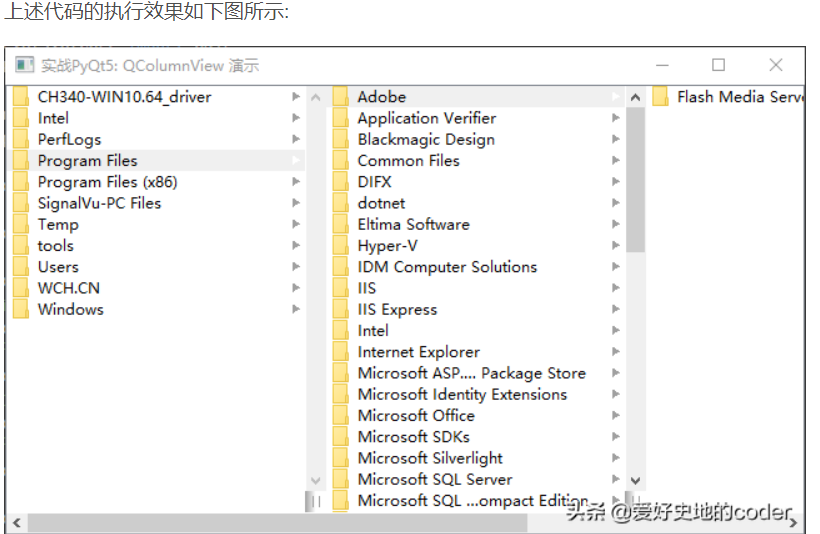 上述代码的执行效果如下图所示:
实战PyQt5: QColumnView 演示
CH340-WIN10.64_driver
Intel
PerfLogs
Program Files
Program Files (x86)
SignalVu-PC Files
Temp
tools
Users
WCH.CN
Windows
Adobe
Application Verifier
Blackmagic Design
Common Files
DIFX
dotnet
Eltima Software
Hyper-V
IDM Computer Solutions
IIS
IIS Express
Intel
Internet Explorer
Microsoft ASP.... Package Store
Microsoft Identity Extensions
Microsoft Office
Microsoft SDKs
Microsoft Silverlight
Microsoft SQL Server
Microsoft SQL ...ompact Edition
Flash Media Serve
头条 @爱好史地的coder